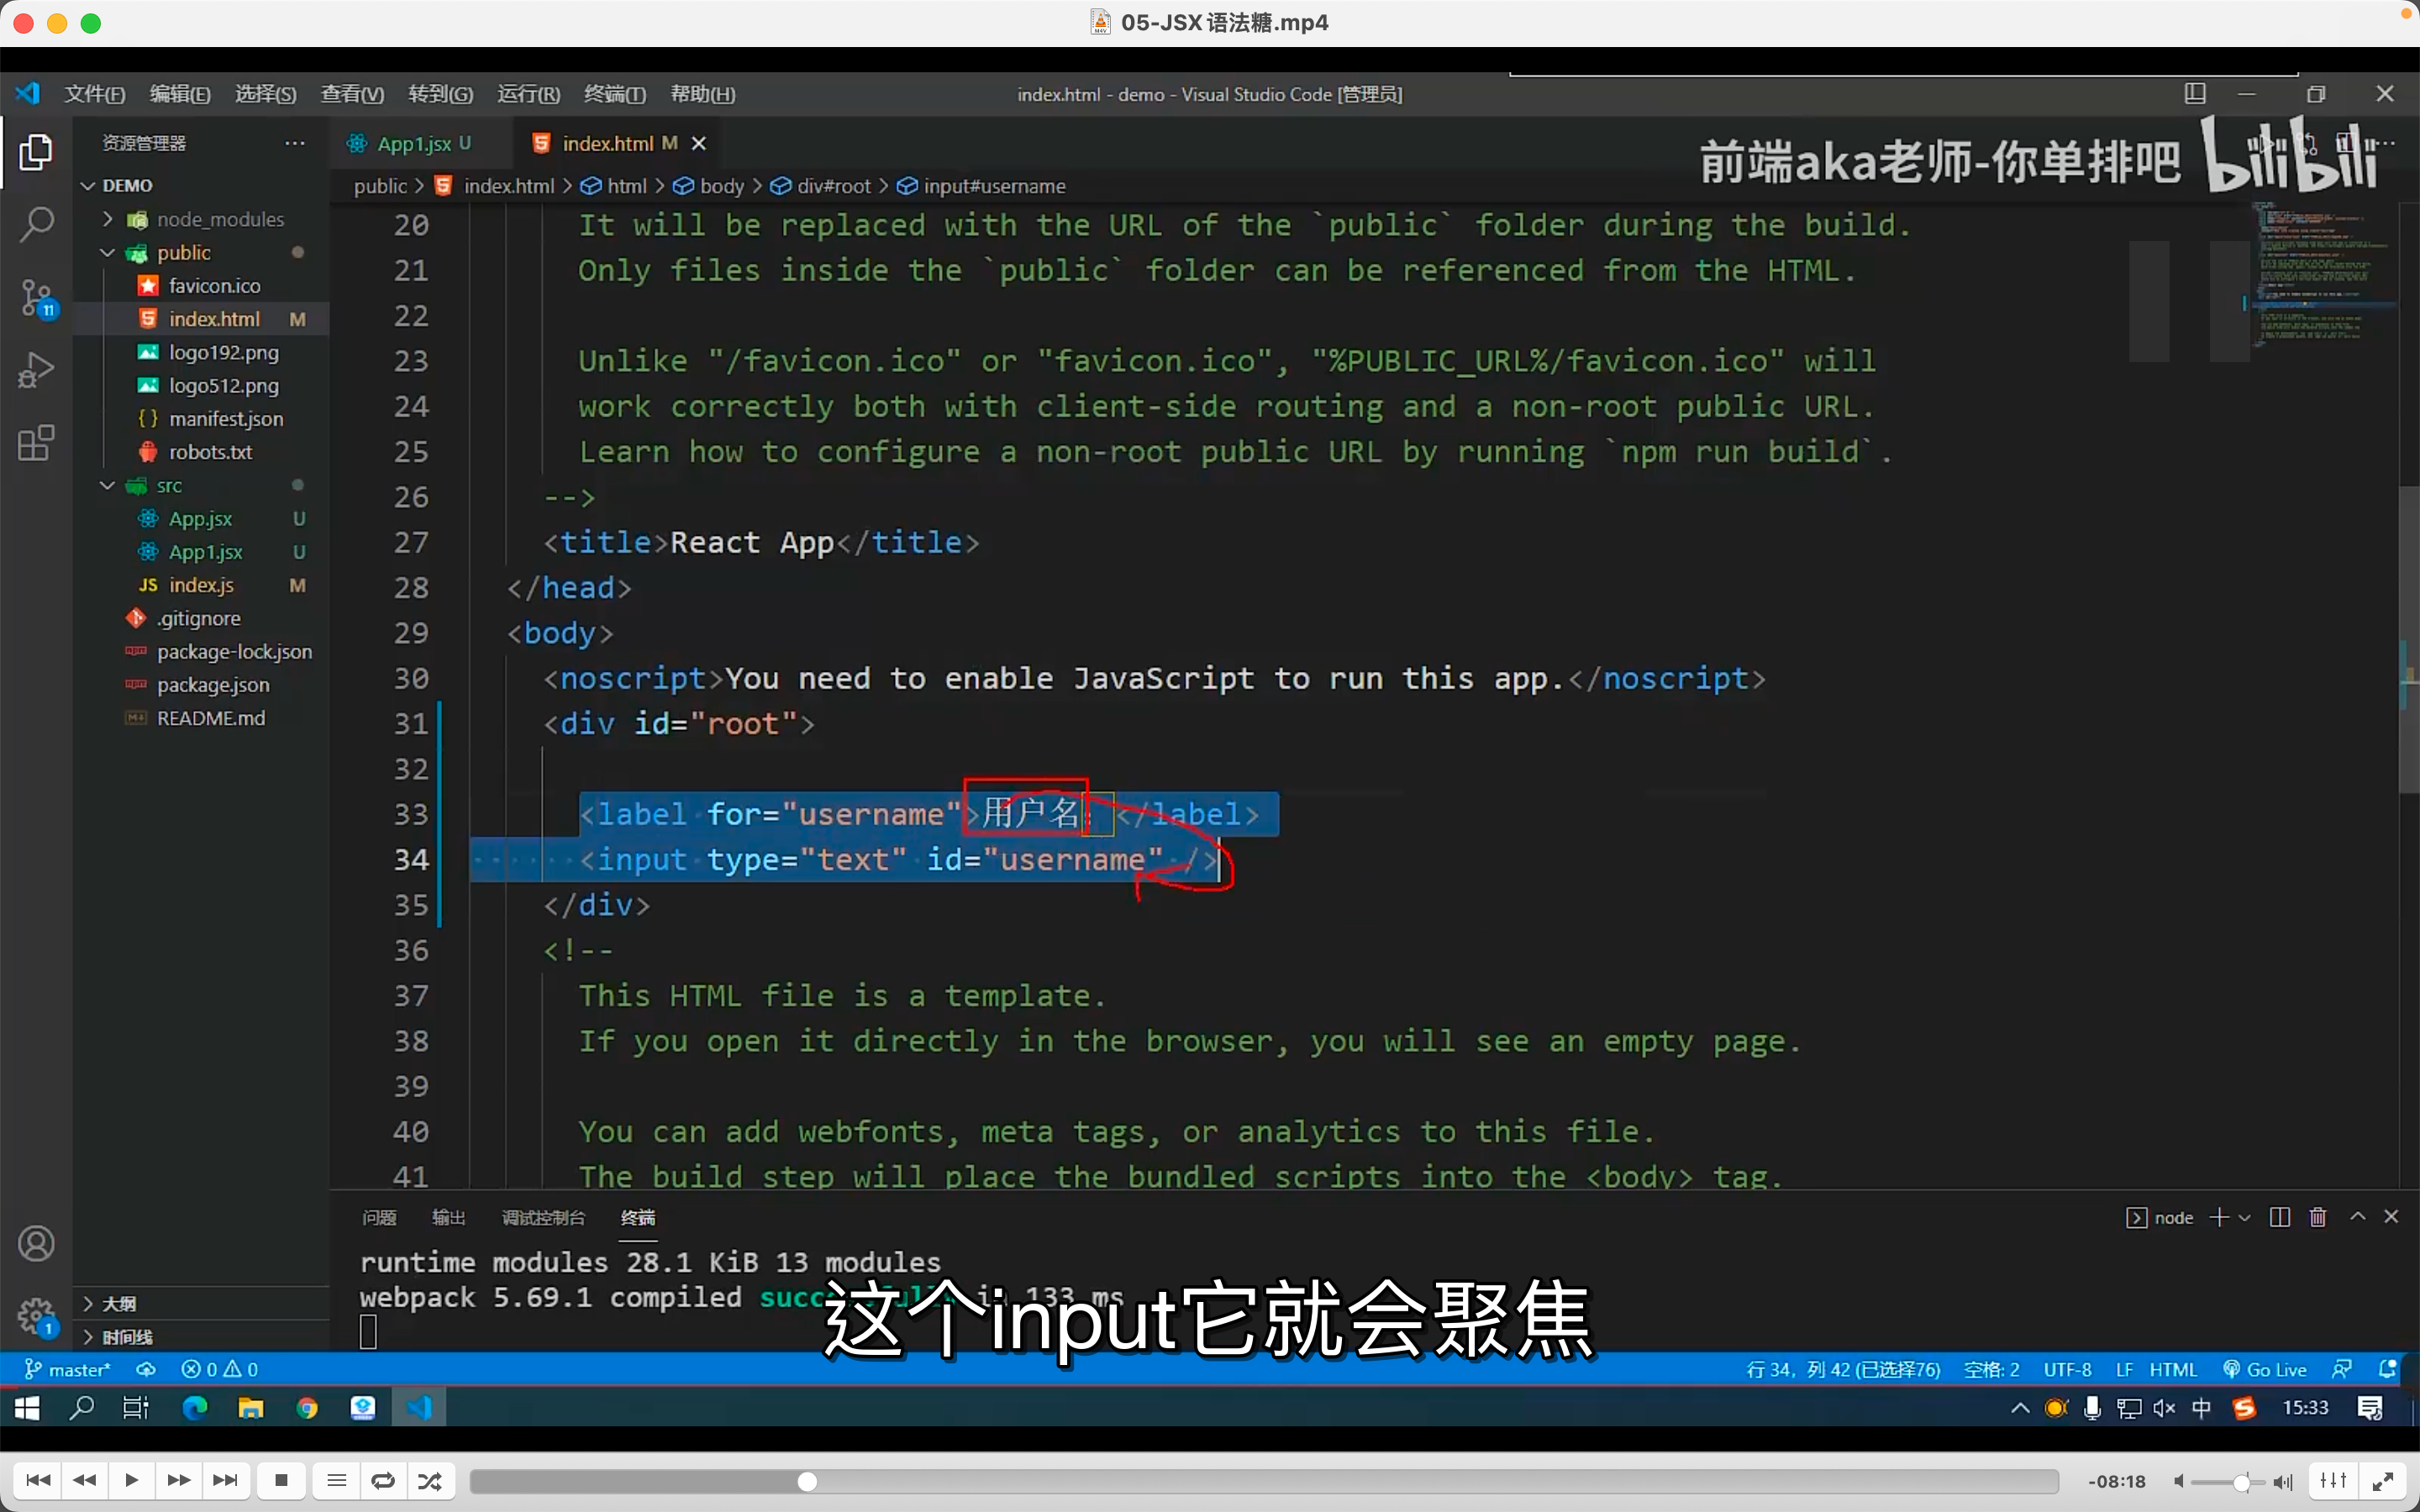 05-JSX语法糖.mp4
文件(F) 编辑(E) 选择(S) 查看(V) 转到(G) 运行(R) 终端(T) 帮助(H) index.html - demo - Visual Studio Code [管理员]
资源管理器 ···
App1.jsx U
index.html M
前端aka老师-你单排吧 bilibili
public > index.html > html > body > div#root > input#username
DEMO
node_modules
public
favicon.ico
index.html M
logo192.png
logo512.png
manifest.json
robots.txt
src
App.jsx U
App1.jsx U
JS index.js M
.gitignore
package-lock.json
package.json
README.md
大纲
时间线
11
1
20 It will be replaced with the URL of the `public` folder during the build.
21 Only files inside the `public` folder can be referenced from the HTML.
22
23 Unlike "/favicon.ico" or "favicon.ico", "%PUBLIC_URL%/favicon.ico" will
24 work correctly both with client-side routing and a non-root public URL.
25 Learn how to configure a non-root public URL by running `npm run build`.
26 -->
27 <title>React App</title>
28 </head>
29 <body>
30 <noscript>You need to enable JavaScript to run this app.</noscript>
31 <div id="root">
32
33 <label for="username">用户名：</label>
34 <input type="text" id="username" />
35 </div>
36 <!--
37 This HTML file is a template.
38 If you open it directly in the browser, you will see an empty page.
39
40 You can add webfonts, meta tags, or analytics to this file.
41 The build step will place the bundled scripts into the <body> tag.
问题 输出 调试控制台 终端 node
runtime modules 28.1 KiB 13 modules
webpack 5.69.1 compiled successfully in 133 ms
这个input它就会聚焦
master* 0 0 行 34，列 42 (已选择76) 空格: 2 UTF-8 LF HTML Go Live
中 15:33
-08:18